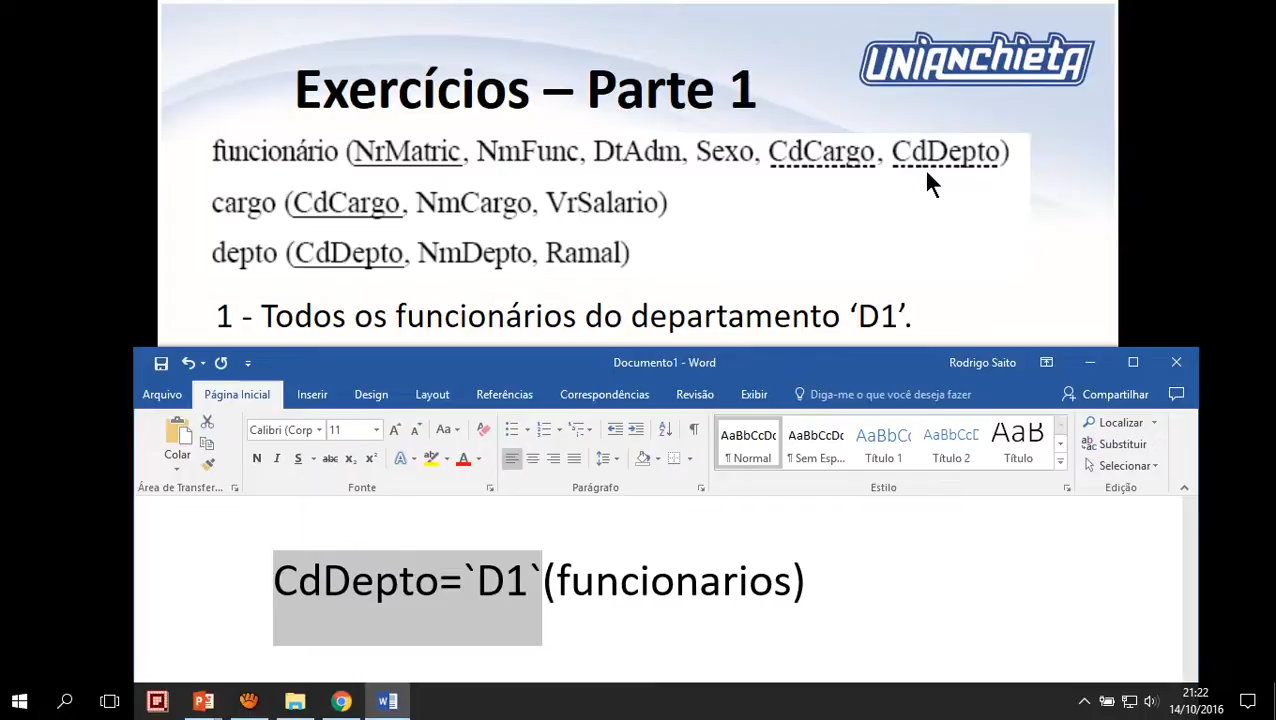 UNIANCHIETA
Exercícios – Parte 1
funcionário (NrMatric, NmFunc, DtAdm, Sexo, CdCargo, CdDepto)
cargo (CdCargo, NmCargo, VrSalario)
depto (CdDepto, NmDepto, Ramal)
1 - Todos os funcionários do departamento ‘D1’.
Documento1 - Word
Rodrigo Saito
Arquivo Página Inicial Inserir Design Layout Referências Correspondências Revisão Exibir Diga-me o que você deseja fazer Compartilhar
Colar
Calibri (Corp 11
N I S abc x₂ x²
AaBbCcDc AaBbCcDc AaBbCc AaBbCcD AaB
¶ Normal ¶ Sem Esp... Título 1 Título 2 Título
Localizar
Substituir
Selecionar
Área de Transfer... Fonte Parágrafo Estilo Edição
CdDepto=`D1`(funcionarios)
21:22
14/10/2016